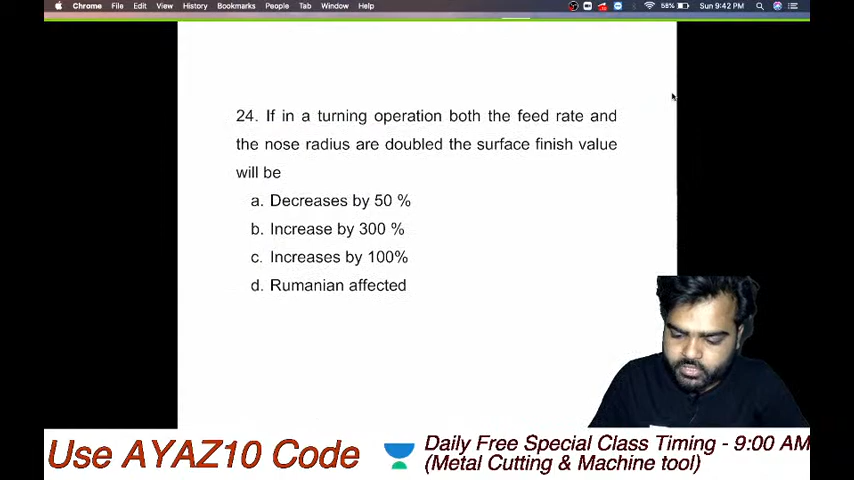 Chrome File Edit View History Bookmarks People Tab Window Help
58% Sun 9:42 PM
24. If in a turning operation both the feed rate and
the nose radius are doubled the surface finish value
will be
a. Decreases by 50 %
b. Increase by 300 %
c. Increases by 100%
d. Rumanian affected
Use AYAZ10 Code
Daily Free Special Class Timing - 9:00 AM
(Metal Cutting & Machine tool)